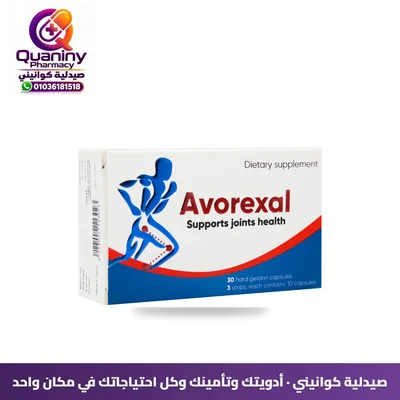 Quaniny
Pharmacy
صيدلية كوانيني
01036181518
Dietary supplement
Avorexal
Supports joints health
30 hard gelatin capsules
3 strips, each contains 10 capsules
صيدلية كوانيني - أدويتك وتأمينك وكل احتياجاتك في مكان واحد